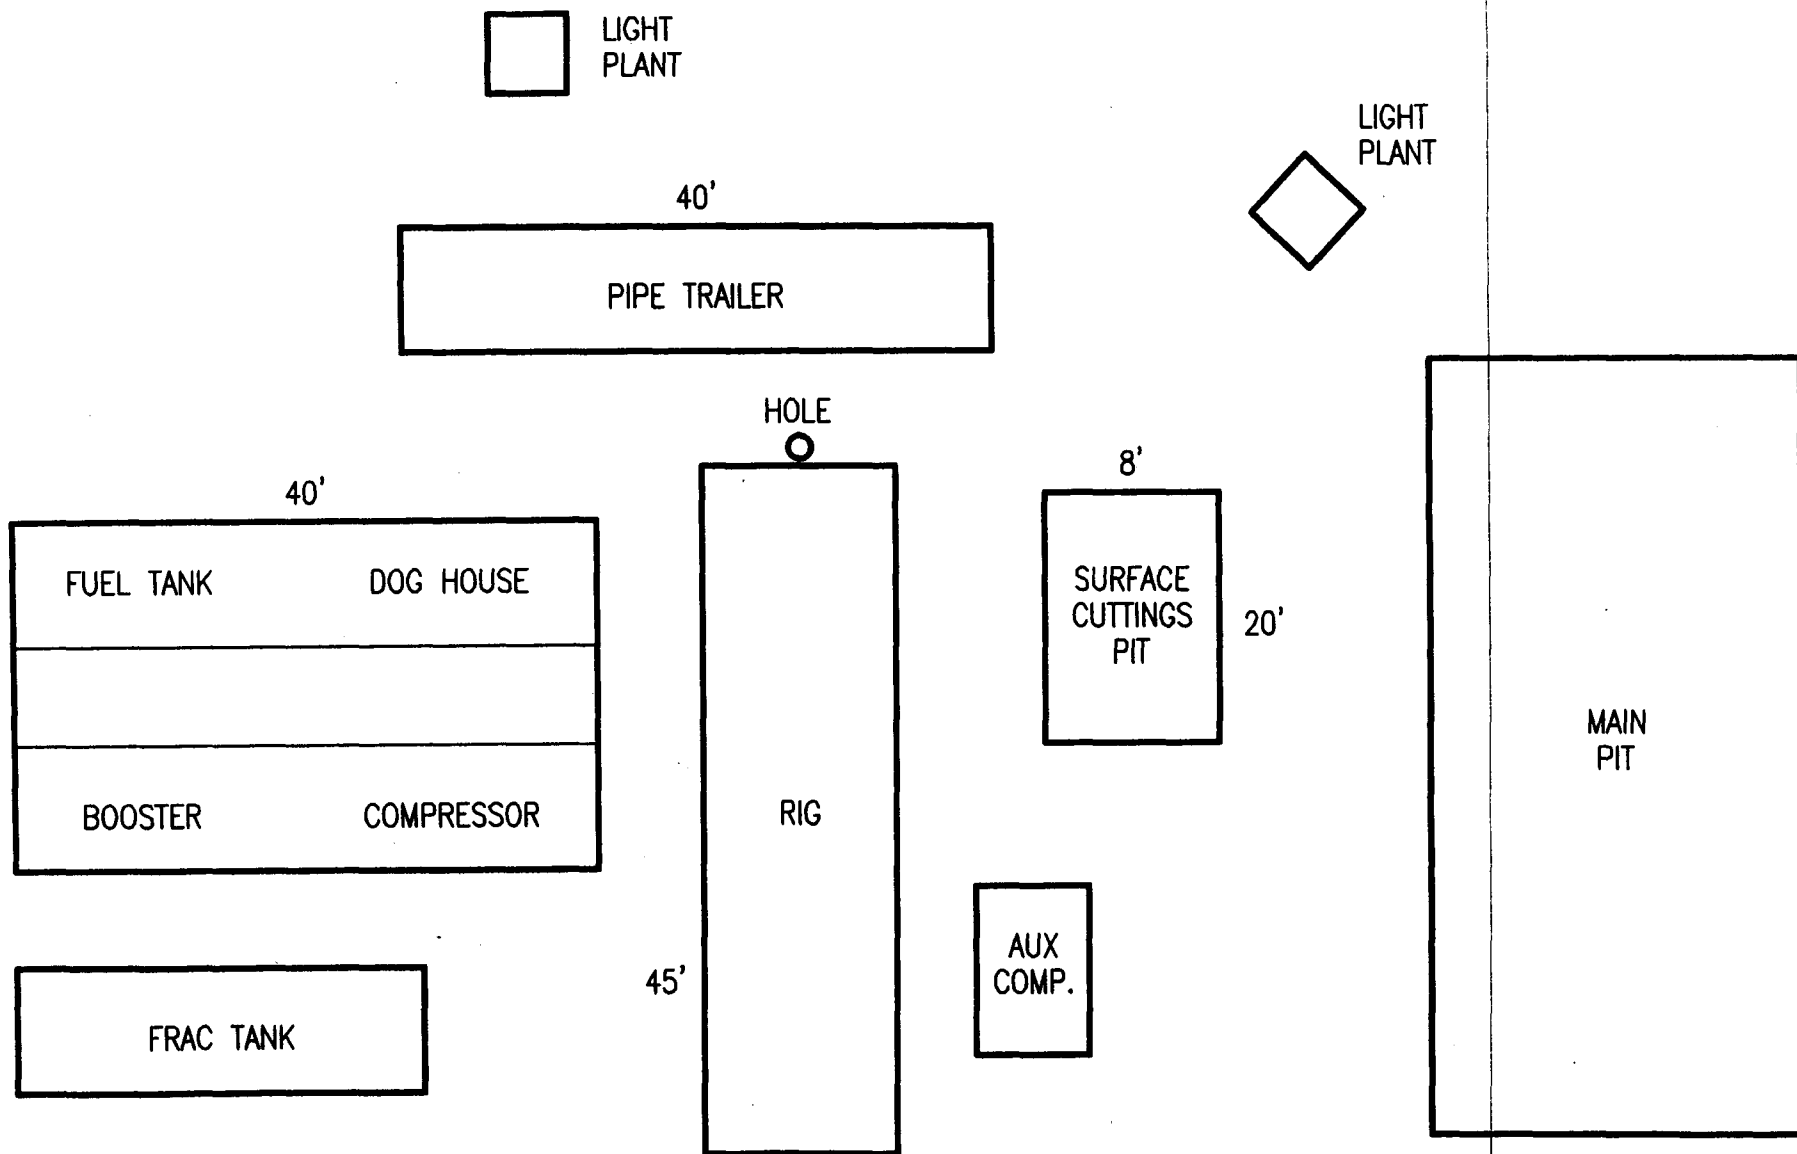 LIGHT
PLANT
LIGHT
PLANT
40'
PIPE TRAILER
HOLE
8'
40'
FUEL TANK DOG HOUSE
SURFACE
CUTTINGS
PIT
20'
MAIN
PIT
BOOSTER COMPRESSOR
RIG
AUX
COMP.
45'
FRAC TANK